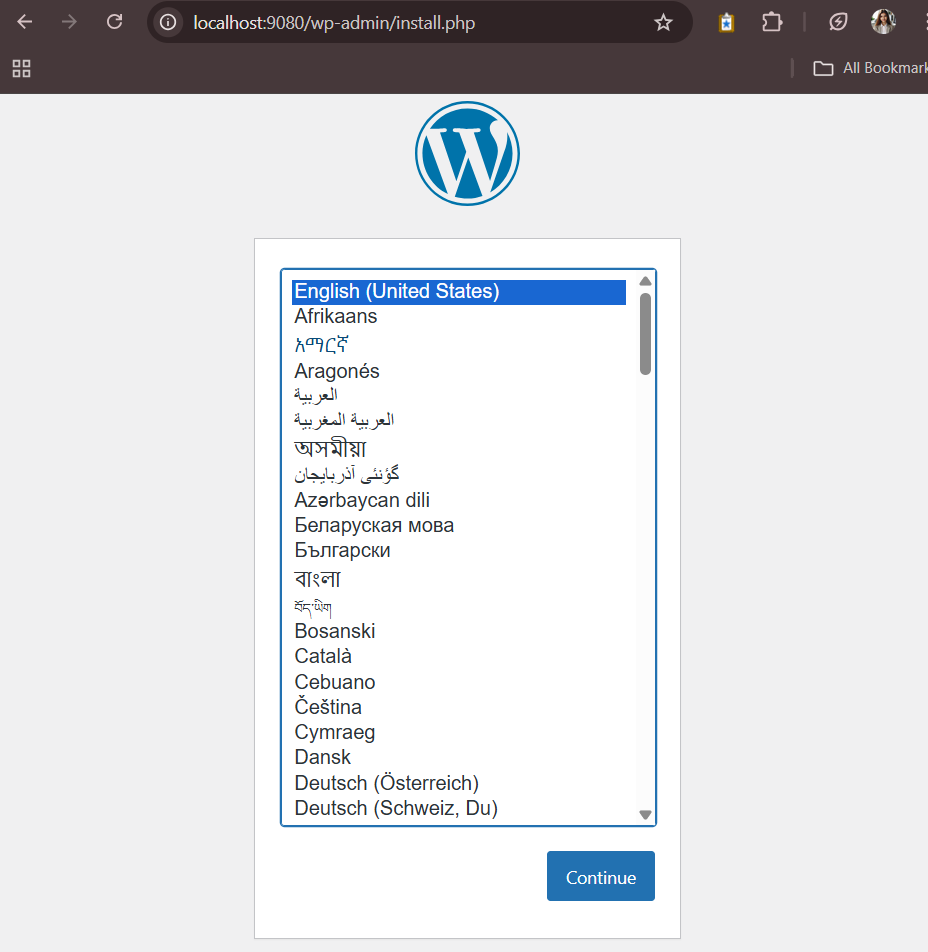 localhost:9080/wp-admin/install.php
All Bookmark
English (United States)
Afrikaans
አማርኛ
Aragonés
العربية
العربية المغربية
অসমীয়া
گؤنئی آذربایجان
Azərbaycan dili
Беларуская мова
Български
বাংলা
བོད་ཡིག
Bosanski
Català
Cebuano
Čeština
Cymraeg
Dansk
Deutsch (Österreich)
Deutsch (Schweiz, Du)
Continue